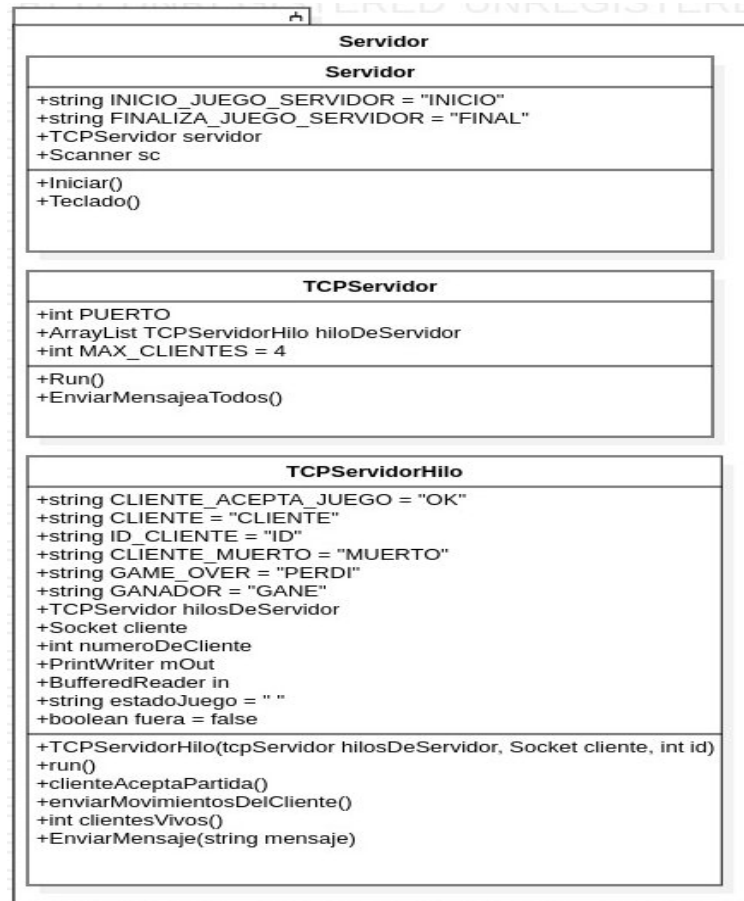 UNREGISTERED
Servidor
Servidor
+string INICIO_JUEGO_SERVIDOR = "INICIO"
+string FINALIZA_JUEGO_SERVIDOR = "FINAL"
+TCPServidor servidor
+Scanner sc
+Iniciar()
+Teclado()
TCPServidor
+int PUERTO
+ArrayList TCPServidorHilo hiloDeServidor
+int MAX_CLIENTES = 4
+Run()
+EnviarMensajeaTodos()
TCPServidorHilo
+string CLIENTE_ACEPTA_JUEGO = "OK"
+string CLIENTE = "CLIENTE"
+string ID_CLIENTE = "ID"
+string CLIENTE_MUERTO = "MUERTO"
+string GAME_OVER = "PERDI"
+string GANADOR = "GANE"
+TCPServidor hilosDeServidor
+Socket cliente
+int numeroDeCliente
+PrintWriter mOut
+BufferedReader in
+string estadoJuego = " "
+boolean fuera = false
+TCPServidorHilo(tcpServidor hilosDeServidor, Socket cliente, int id)
+run()
+clienteAceptaPartida()
+enviarMovimientosDelCliente()
+int clientesVivos()
+EnviarMensaje(string mensaje)